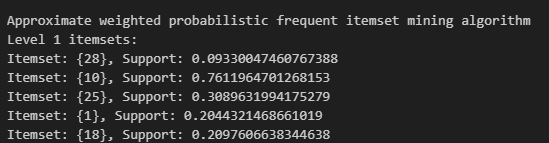 Approximate weighted probabilistic frequent itemset mining algorithm
Level 1 itemsets:
Itemset: {28}, Support: 0.09330047460767388
Itemset: {10}, Support: 0.7611964701268153
Itemset: {25}, Support: 0.3089631994175279
Itemset: {1}, Support: 0.2044321468661019
Itemset: {18}, Support: 0.2097606638344638